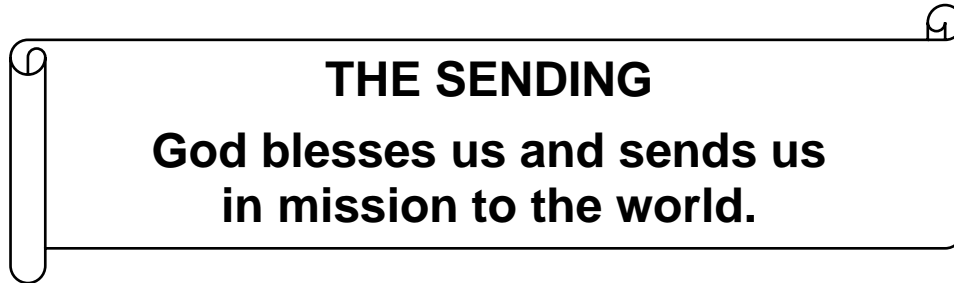 THE SENDING
God blesses us and sends us
in mission to the world.